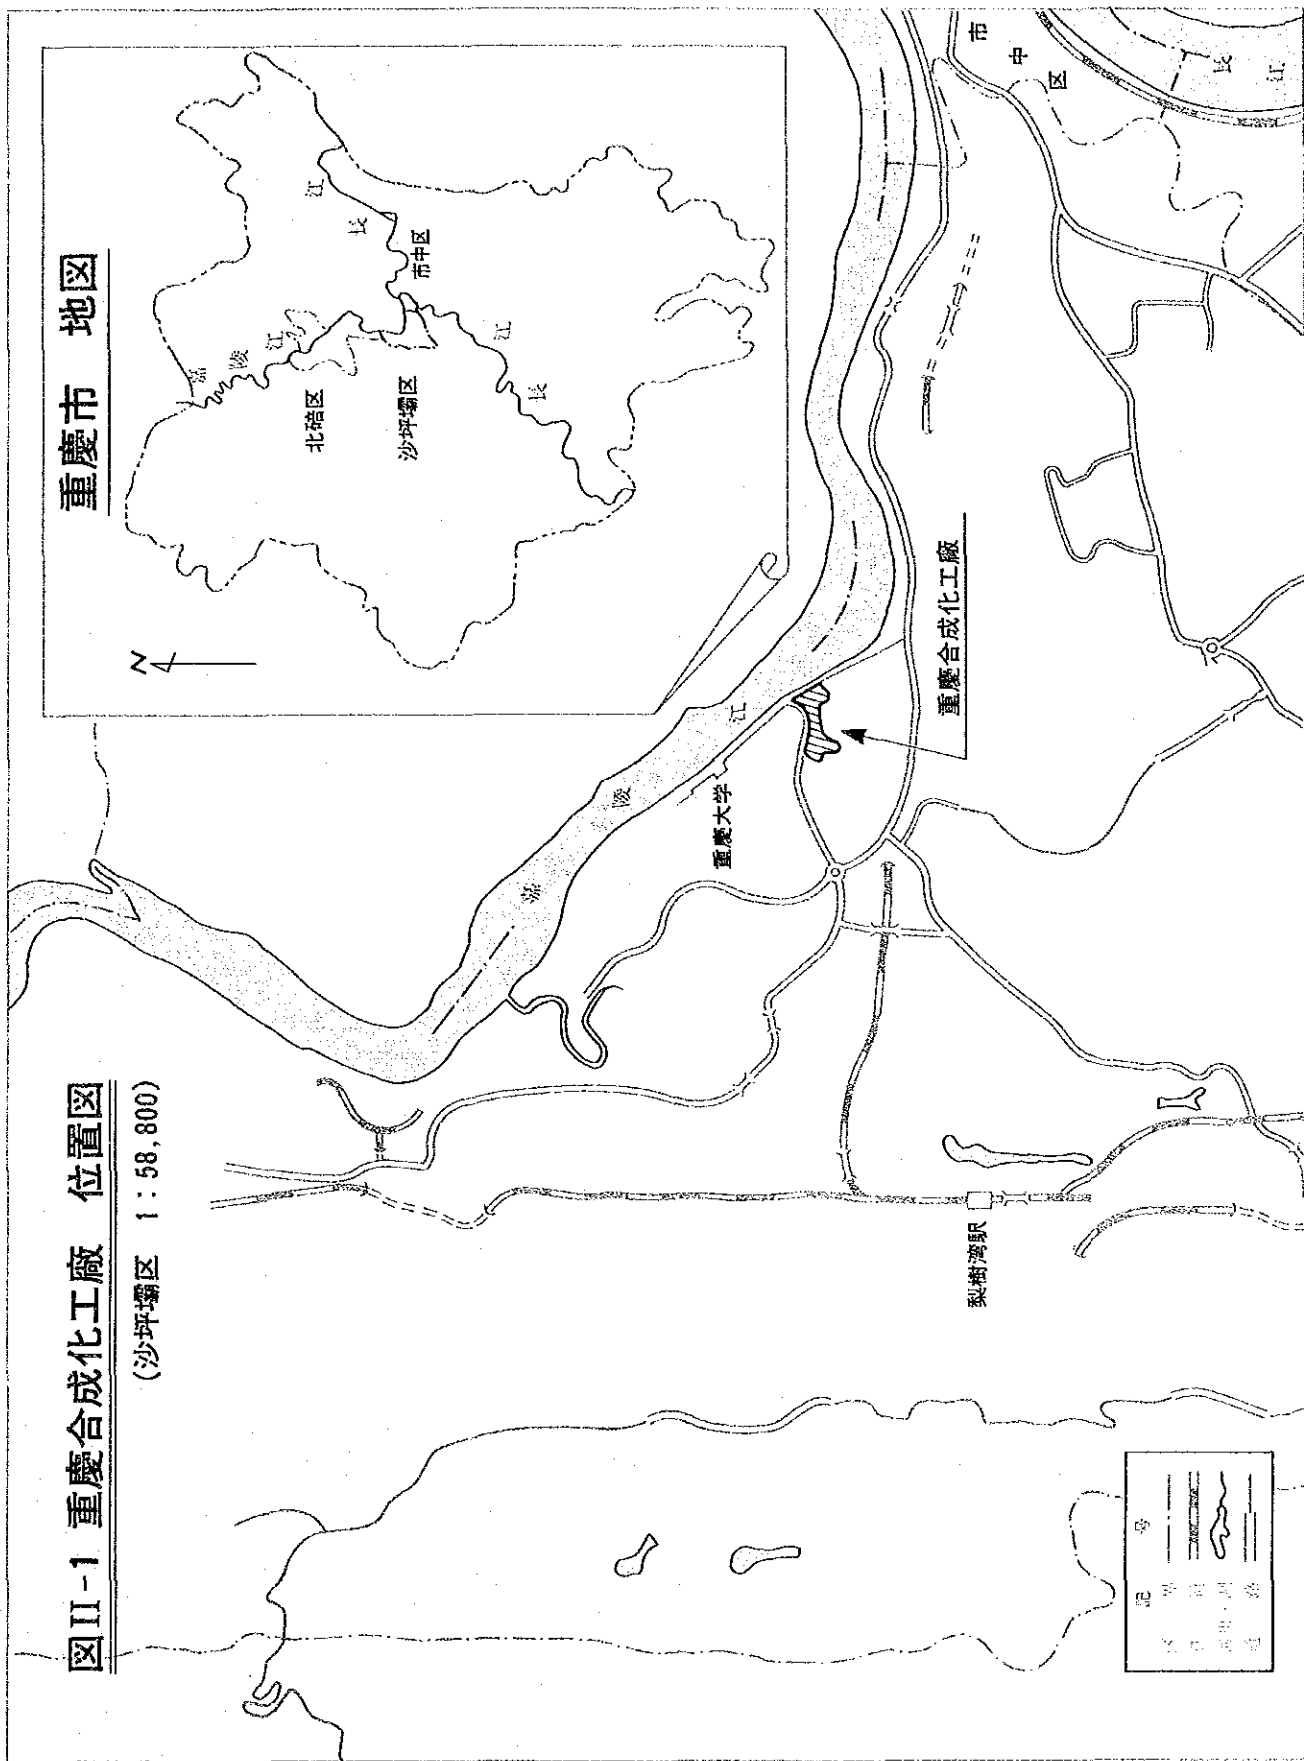 図II-1 重慶合成化工廠 位置図
(沙坪壩区 1:58,800)
重慶市 地図
N
嘉
陵
江
北碚区
沙坪壩区
市中区
長
江
長
江
嘉
陵
江
重慶大学
重慶合成化工廠
梨樹湾駅
市
中
区
長
江
記 号